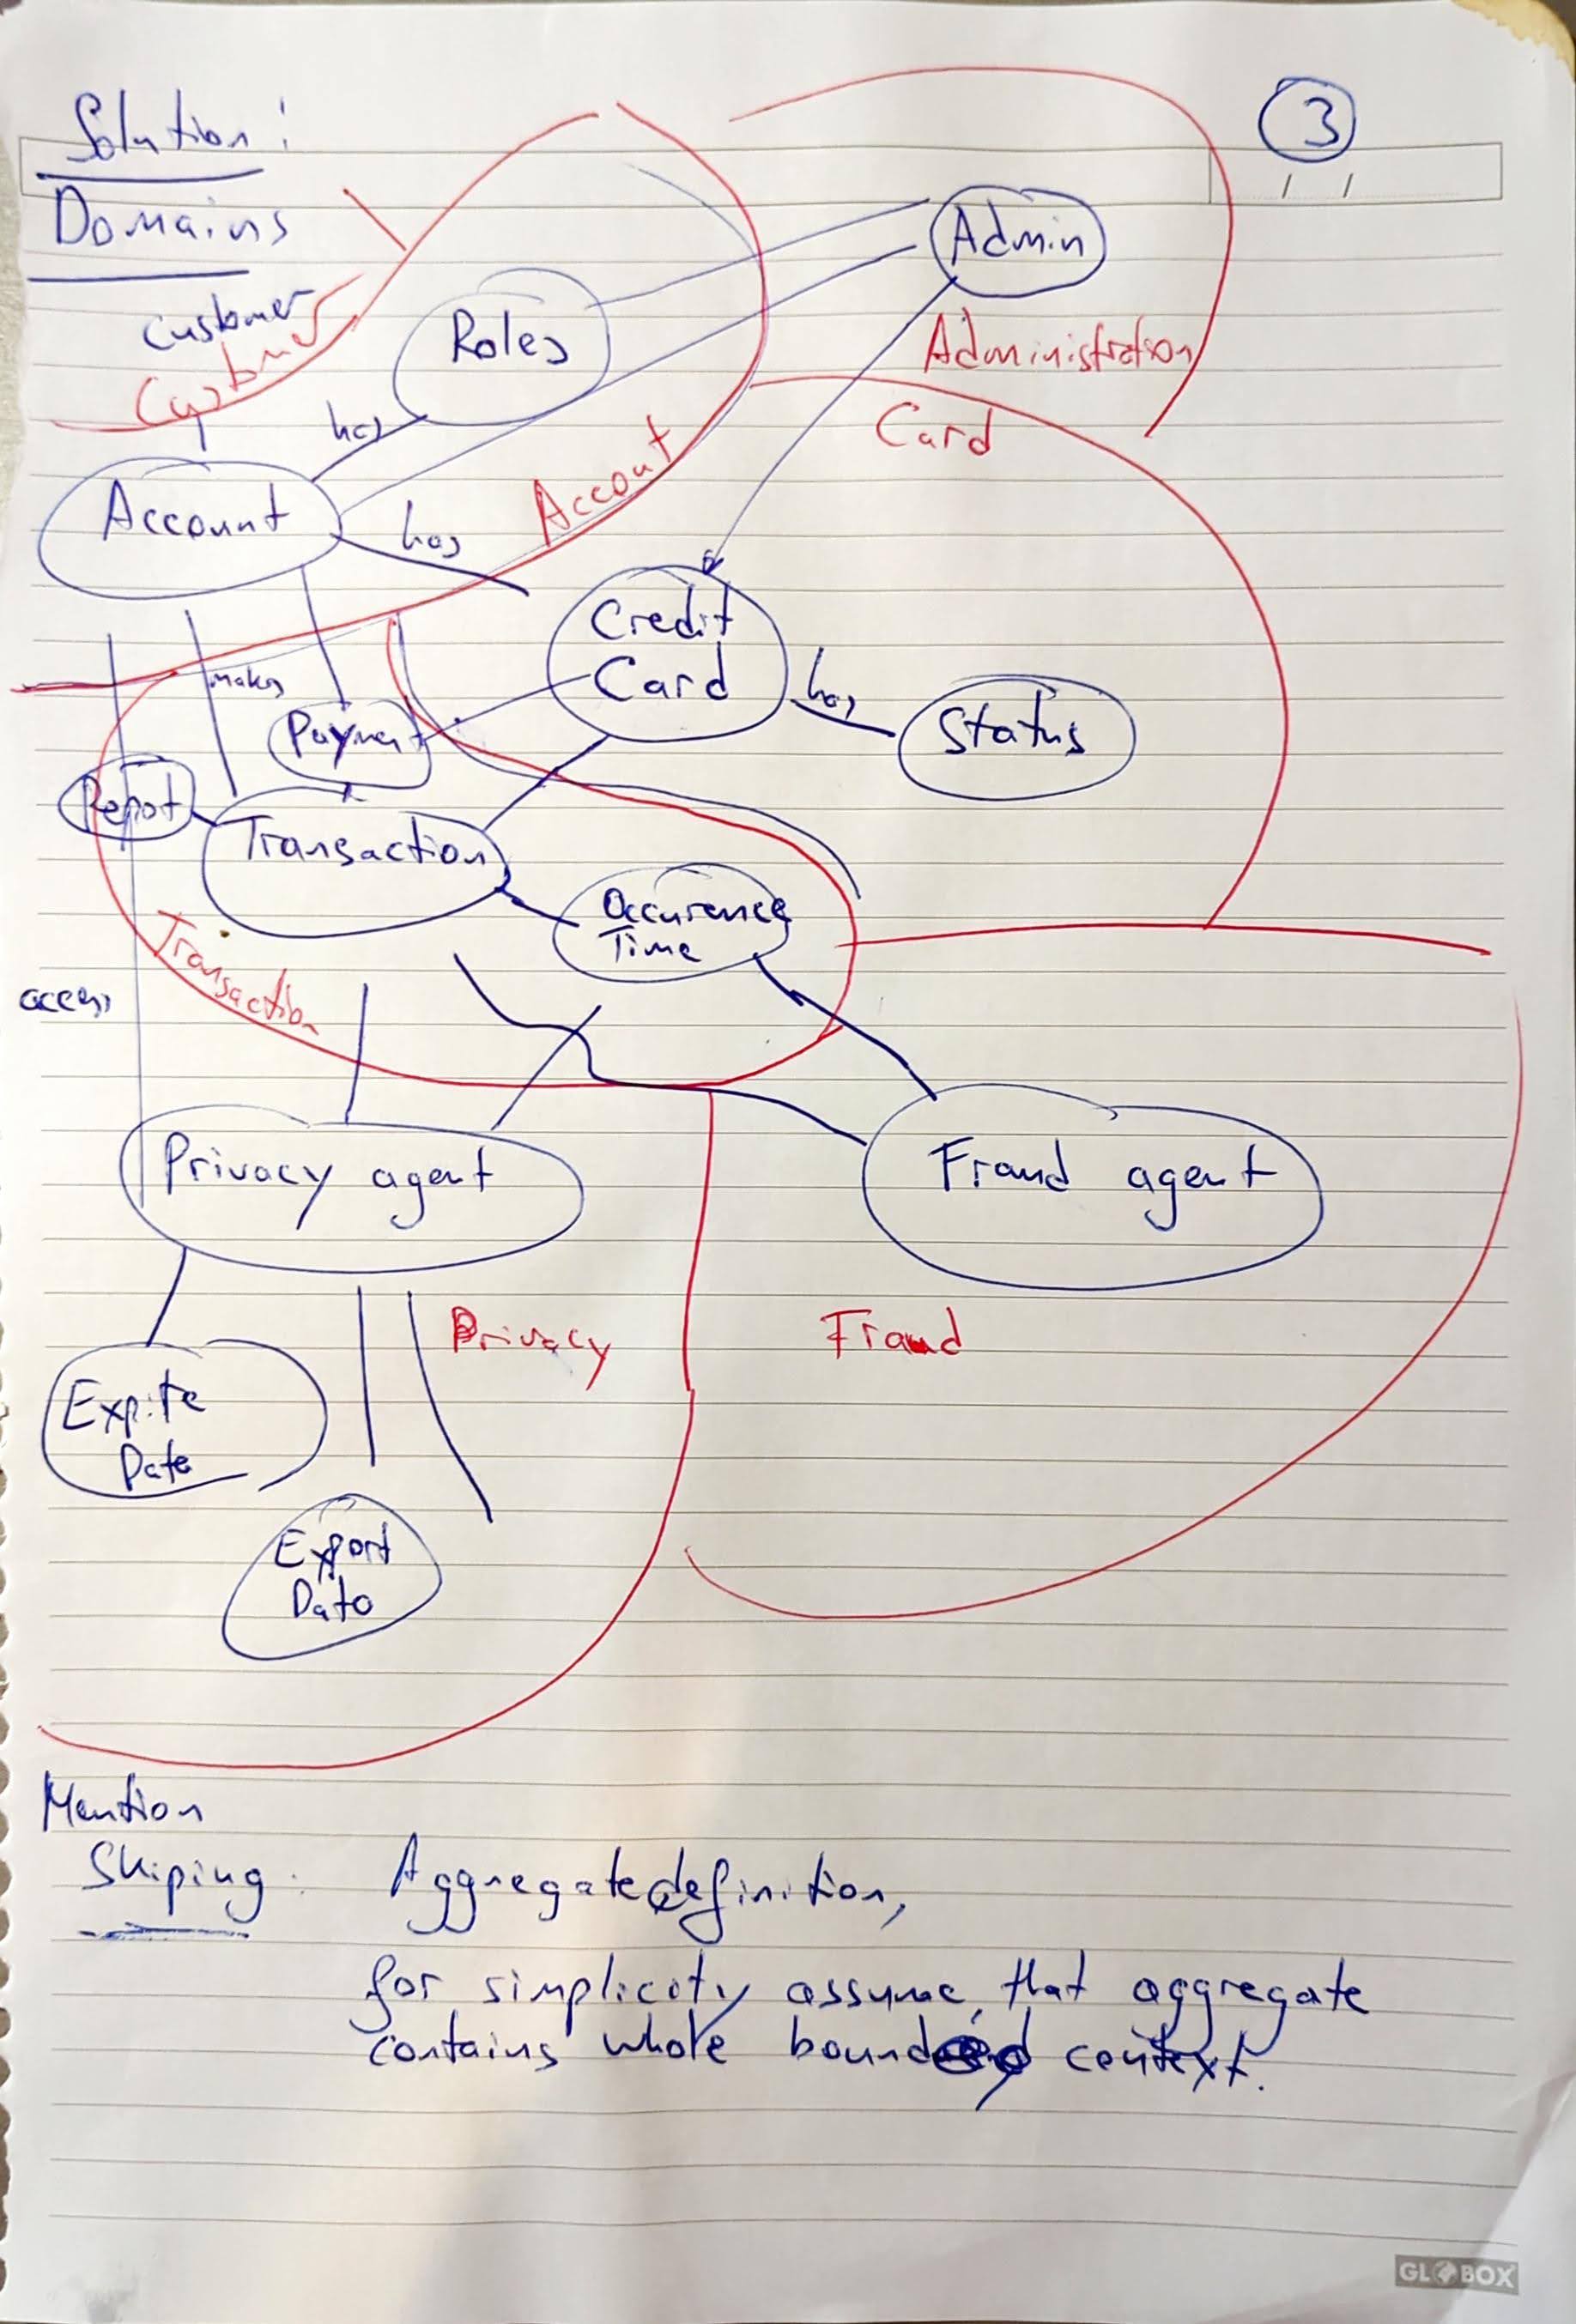 Solution:
3
/ /
Domains
Admin
customer
Customer
Roles
Administration
has
Card
Account
Account
has
Credit
Card
makes
has
Payment
Status
Repot
Transaction
Occurence
Time
Transaction
access
Privacy agent
Fraud agent
Privacy
Fraud
Expire
Date
Export
Data
Mention
Skiping: Aggregate definition,
for simplicity assume, that aggregate
contains whole bounded context.
GLOBOX